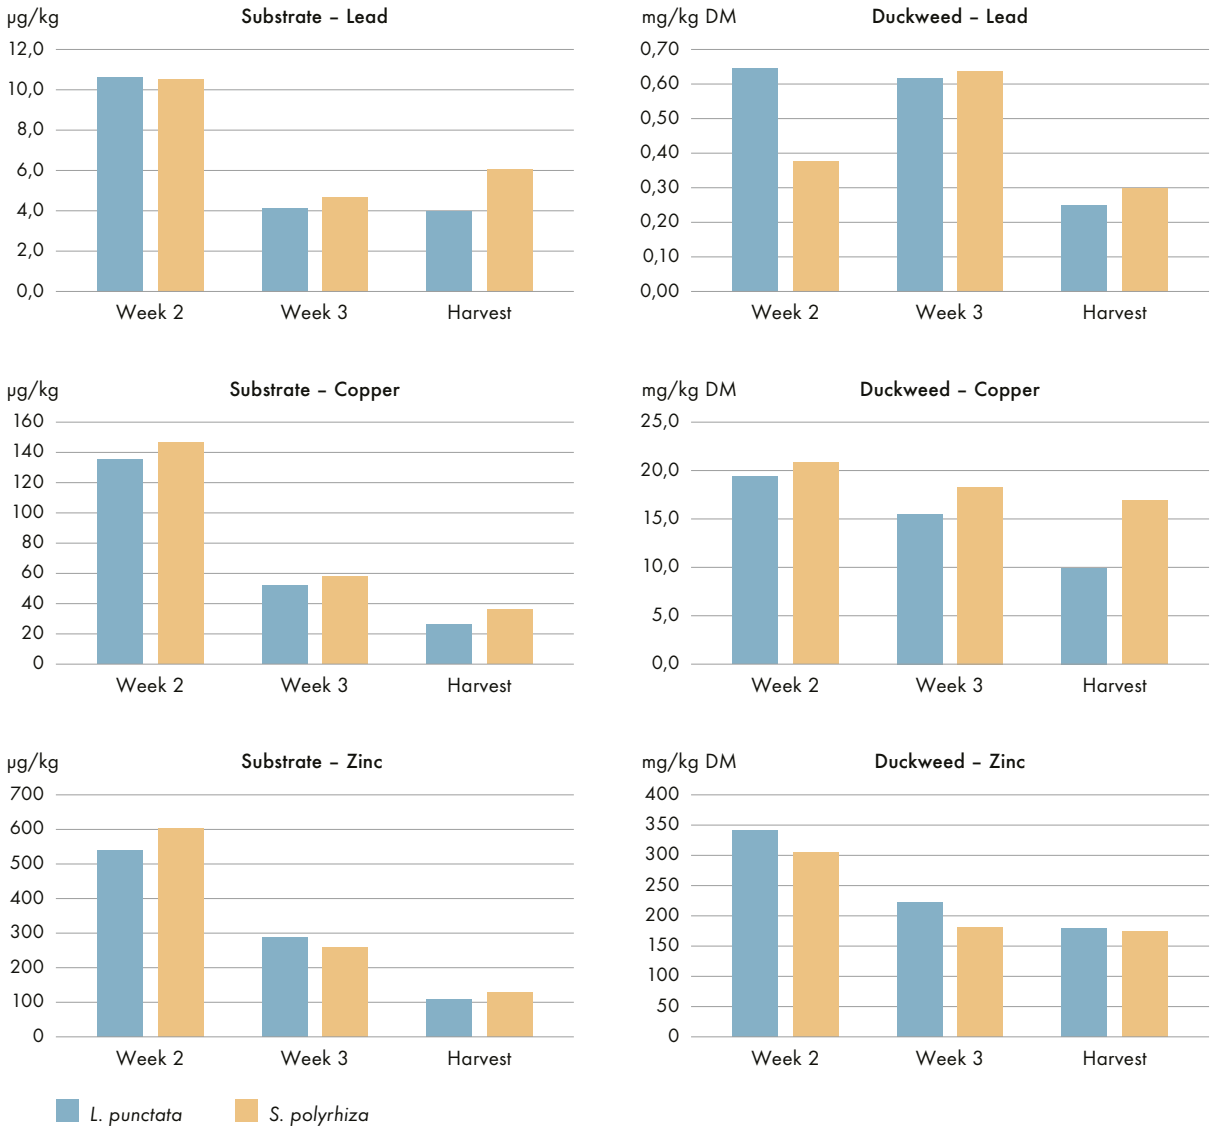 µg/kg
Substrate – Lead
12,0
10,0
8,0
6,0
4,0
2,0
0,0
Week 2
Week 3
Harvest
mg/kg DM
Duckweed – Lead
0,70
0,60
0,50
0,40
0,30
0,20
0,10
0,00
Week 2
Week 3
Harvest
µg/kg
Substrate – Copper
160
140
120
100
80
60
40
20
0
Week 2
Week 3
Harvest
mg/kg DM
Duckweed – Copper
25,0
20,0
15,0
10,0
5,0
0,0
Week 2
Week 3
Harvest
µg/kg
Substrate – Zinc
700
600
500
400
300
200
100
0
Week 2
Week 3
Harvest
mg/kg DM
Duckweed – Zinc
400
350
300
250
200
150
100
50
0
Week 2
Week 3
Harvest
L. punctata
S. polyrhiza